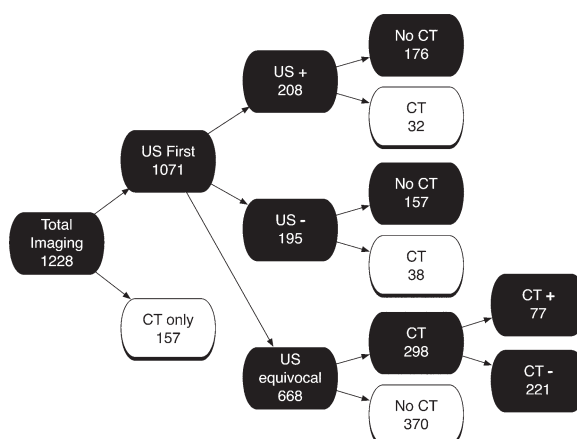 Total
Imaging
1228
US First
1071
CT only
157
US +
208
US -
195
US
equivocal
668
No CT
176
CT
32
No CT
157
CT
38
CT
298
No CT
370
CT +
77
CT -
221